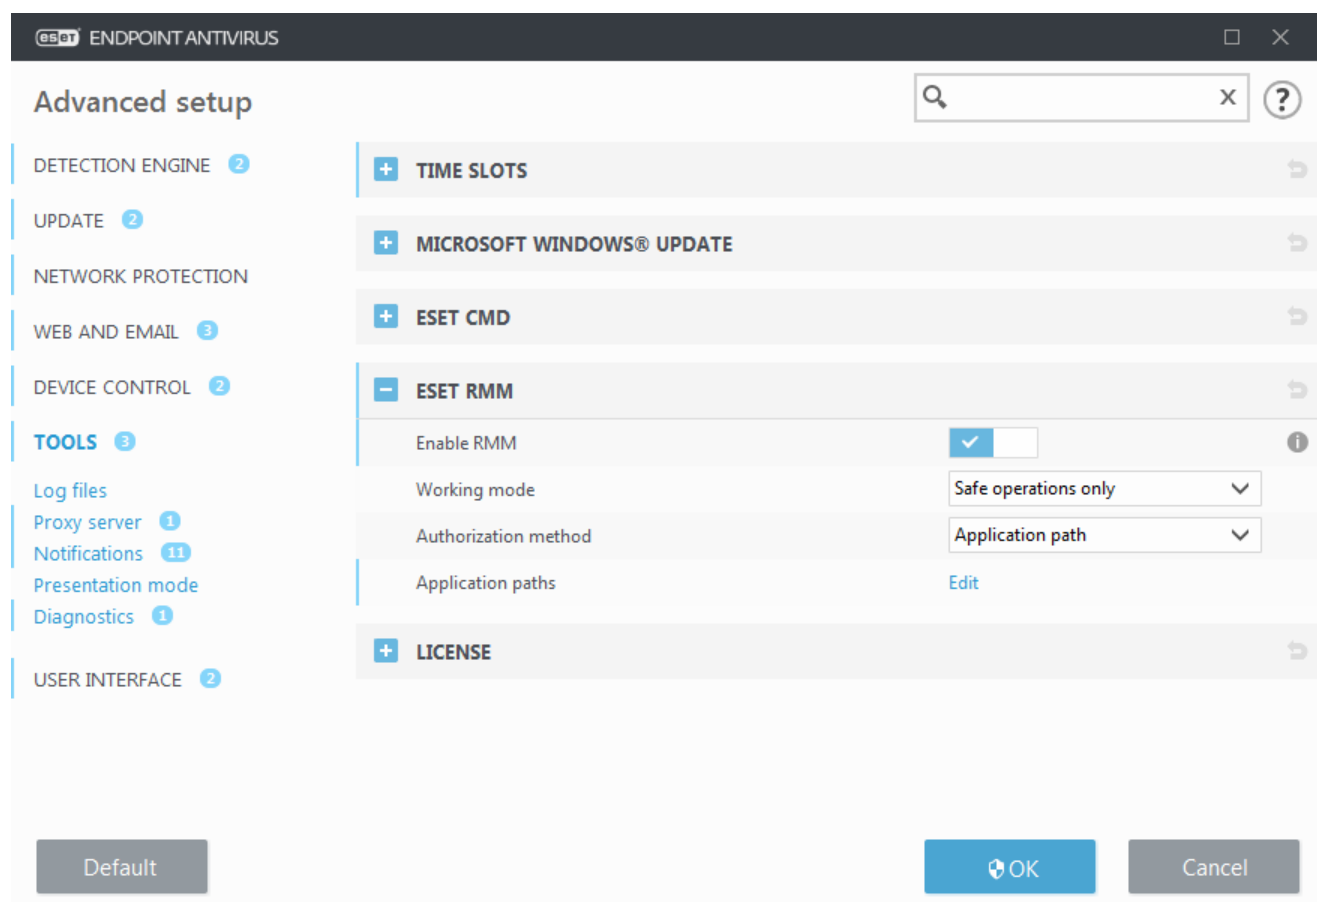 eset ENDPOINT ANTIVIRUS
Advanced setup
X
?
DETECTION ENGINE 2
UPDATE 2
NETWORK PROTECTION
WEB AND EMAIL 3
DEVICE CONTROL 2
TOOLS 3
Log files
Proxy server 1
Notifications 11
Presentation mode
Diagnostics 1
USER INTERFACE 2
TIME SLOTS
MICROSOFT WINDOWS® UPDATE
ESET CMD
ESET RMM
Enable RMM
Working mode Safe operations only
Authorization method Application path
Application paths Edit
LICENSE
Default
OK
Cancel